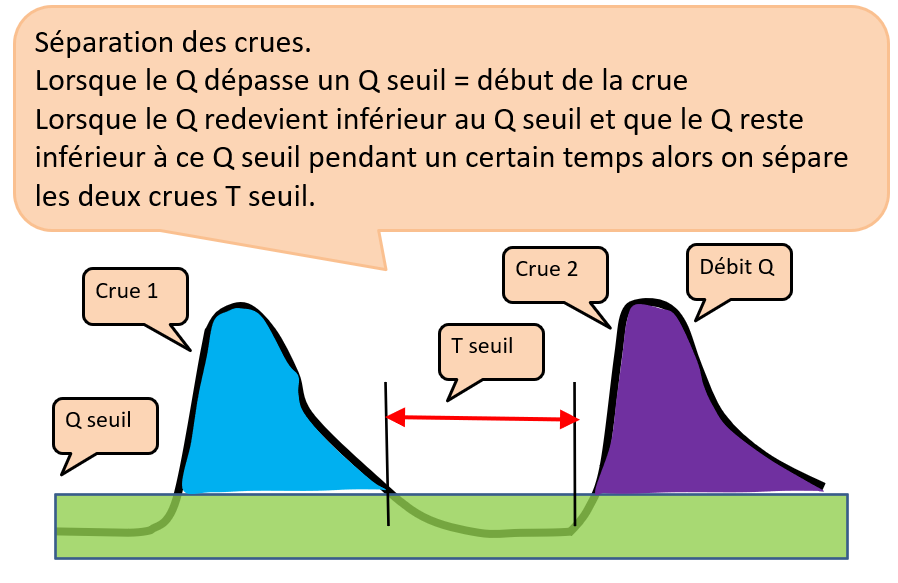 Séparation des crues.
Lorsque le Q dépasse un Q seuil = début de la crue
Lorsque le Q redevient inférieur au Q seuil et que le Q reste
inférieur à ce Q seuil pendant un certain temps alors on sépare
les deux crues T seuil.
Crue 1
Crue 2
Débit Q
T seuil
Q seuil